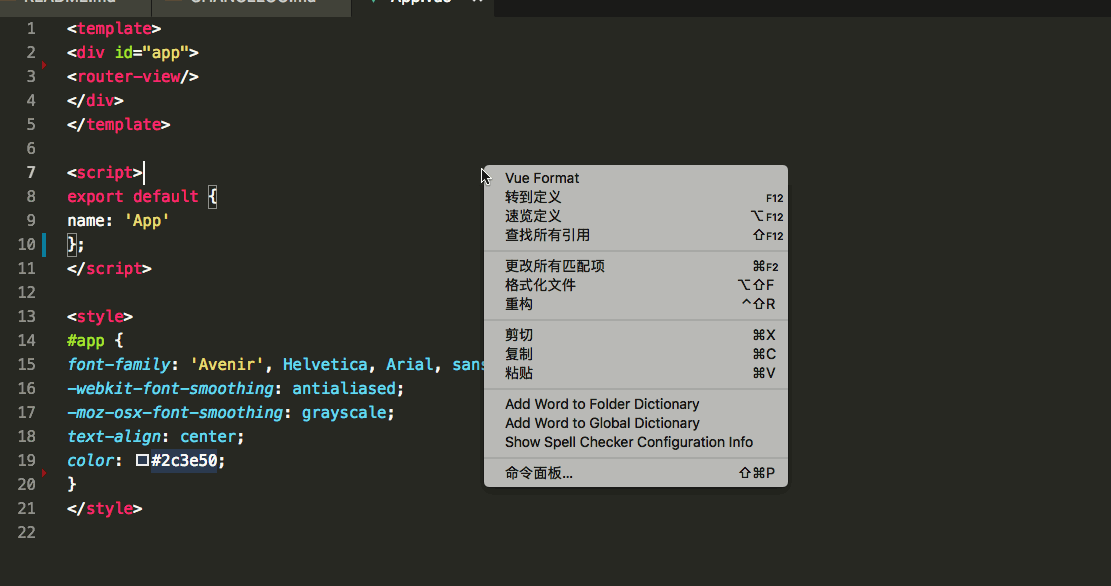 README.md CHANGELOG.md App.vue
1 <template>
2 <div id="app">
3 <router-view/>
4 </div>
5 </template>
6
7 <script>
8 export default {
9 name: 'App'
10 };
11 </script>
12
13 <style>
14 #app {
15 font-family: 'Avenir', Helvetica, Arial, sans
16 -webkit-font-smoothing: antialiased;
17 -moz-osx-font-smoothing: grayscale;
18 text-align: center;
19 color: #2c3e50;
20 }
21 </style>
22
Vue Format
转到定义 F12
速览定义 ⌥F12
查找所有引用 ⇧F12
更改所有匹配项 ⌘F2
格式化文件 ⌥⇧F
重构 ^⇧R
剪切 ⌘X
复制 ⌘C
粘贴 ⌘V
Add Word to Folder Dictionary
Add Word to Global Dictionary
Show Spell Checker Configuration Info
命令面板... ⇧⌘P